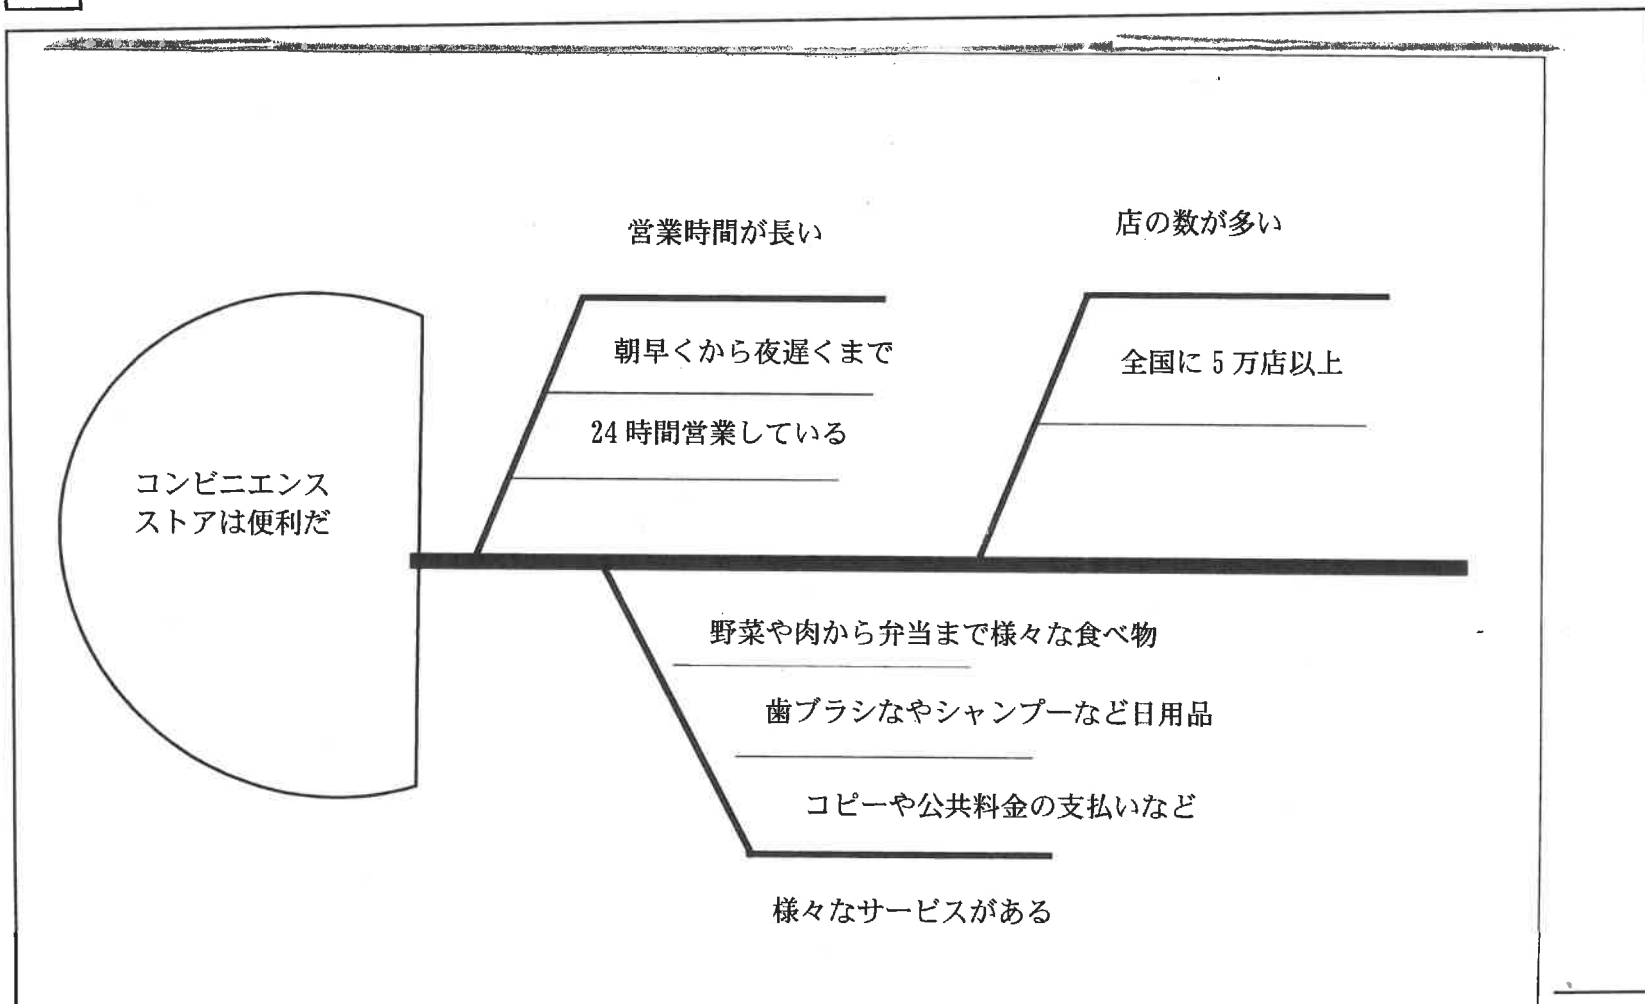 コンビニエンス
ストアは便利だ
営業時間が長い
朝早くから夜遅くまで
24時間営業している
店の数が多い
全国に5万店以上
野菜や肉から弁当まで様々な食べ物
歯ブラシなやシャンプーなど日用品
コピーや公共料金の支払いなど
様々なサービスがある